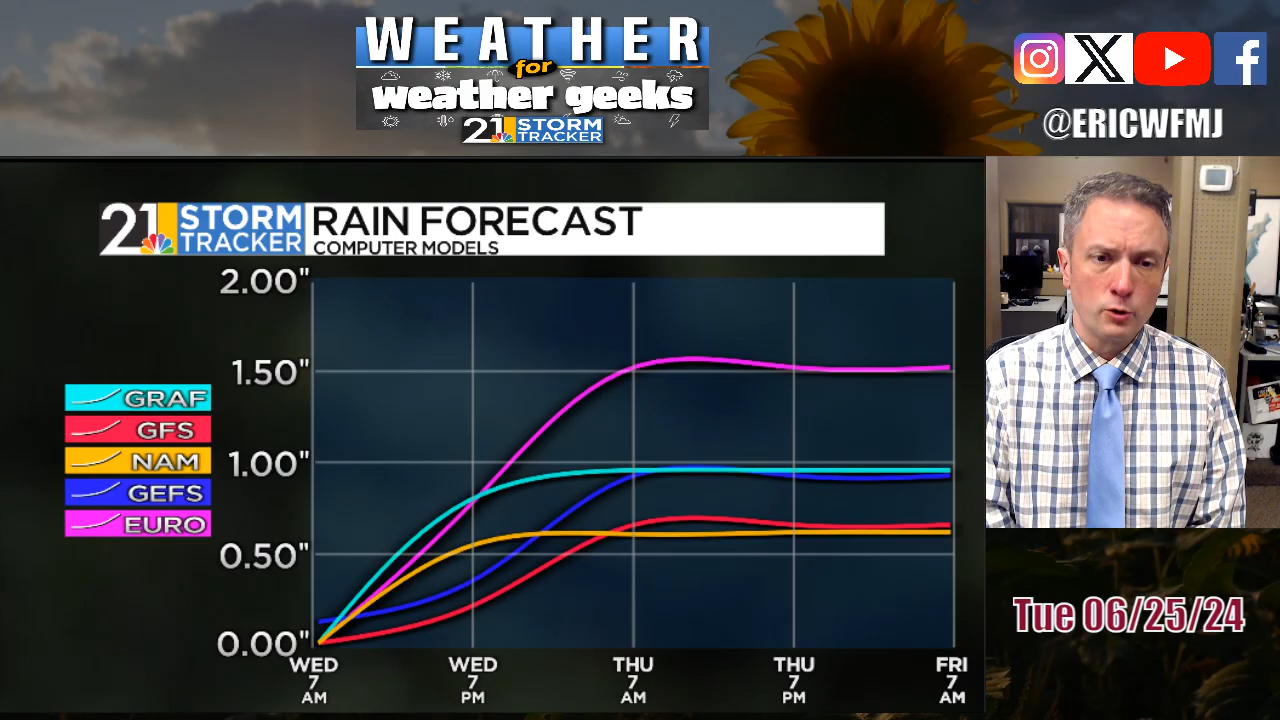 WEATHER
for
weather geeks
21 STORM
TRACKER
@ERICWFMJ
21 STORM
TRACKER
RAIN FORECAST
COMPUTER MODELS
2.00"
1.50"
1.00"
0.50"
0.00"
GRAF
GFS
NAM
GEFS
EURO
WED
7
AM
WED
7
PM
THU
7
AM
THU
7
PM
FRI
7
AM
Tue 06/25/24